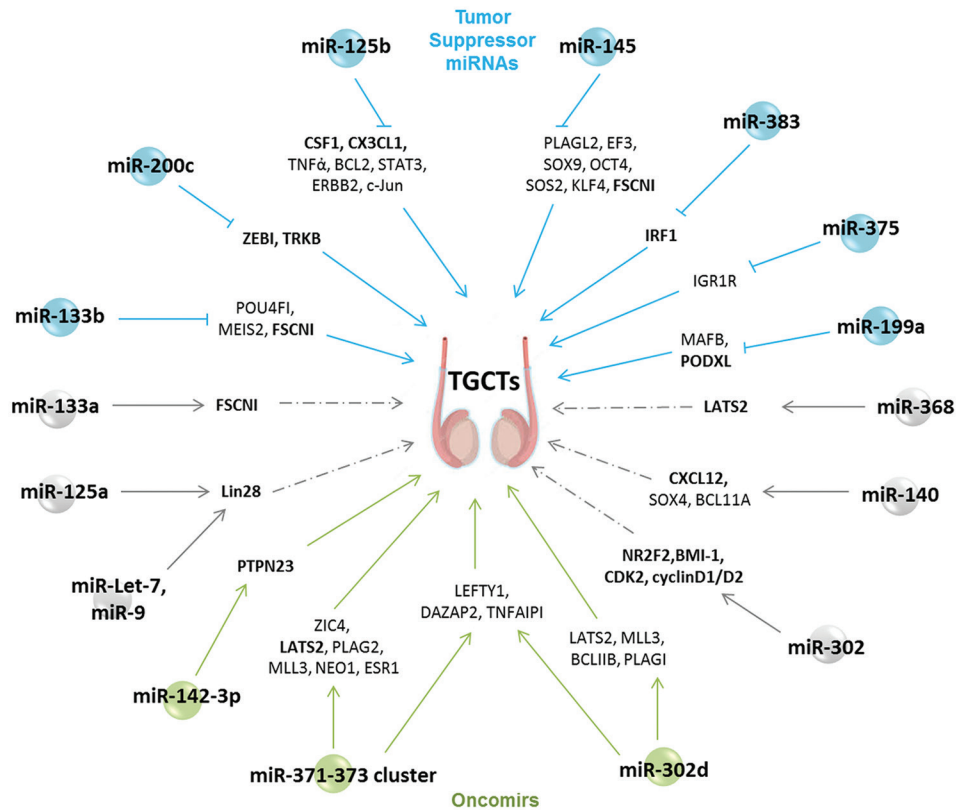 Tumor
Suppressor
miRNAs
miR-125b
miR-145
miR-383
miR-200c
CSF1, CX3CL1,
TNFά, BCL2, STAT3,
ERBB2, c-Jun
PLAGL2, EF3,
SOX9, OCT4,
SOS2, KLF4, FSCNI
miR-375
ZEBI, TRKB
IRF1
IGR1R
miR-133b
POU4FI,
MEIS2, FSCNI
MAFB,
PODXL
miR-199a
TGCTs
miR-133a
FSCNI
LATS2
miR-368
miR-125a
Lin28
CXCL12,
SOX4, BCL11A
miR-140
miR-Let-7,
miR-9
PTPN23
NR2F2,BMI-1,
CDK2, cyclinD1/D2
miR-302
LEFTY1,
DAZAP2, TNFAIPI
ZIC4,
LATS2, PLAG2,
MLL3, NEO1, ESR1
LATS2, MLL3,
BCLIIB, PLAGI
miR-142-3p
miR-371-373 cluster
miR-302d
Oncomirs